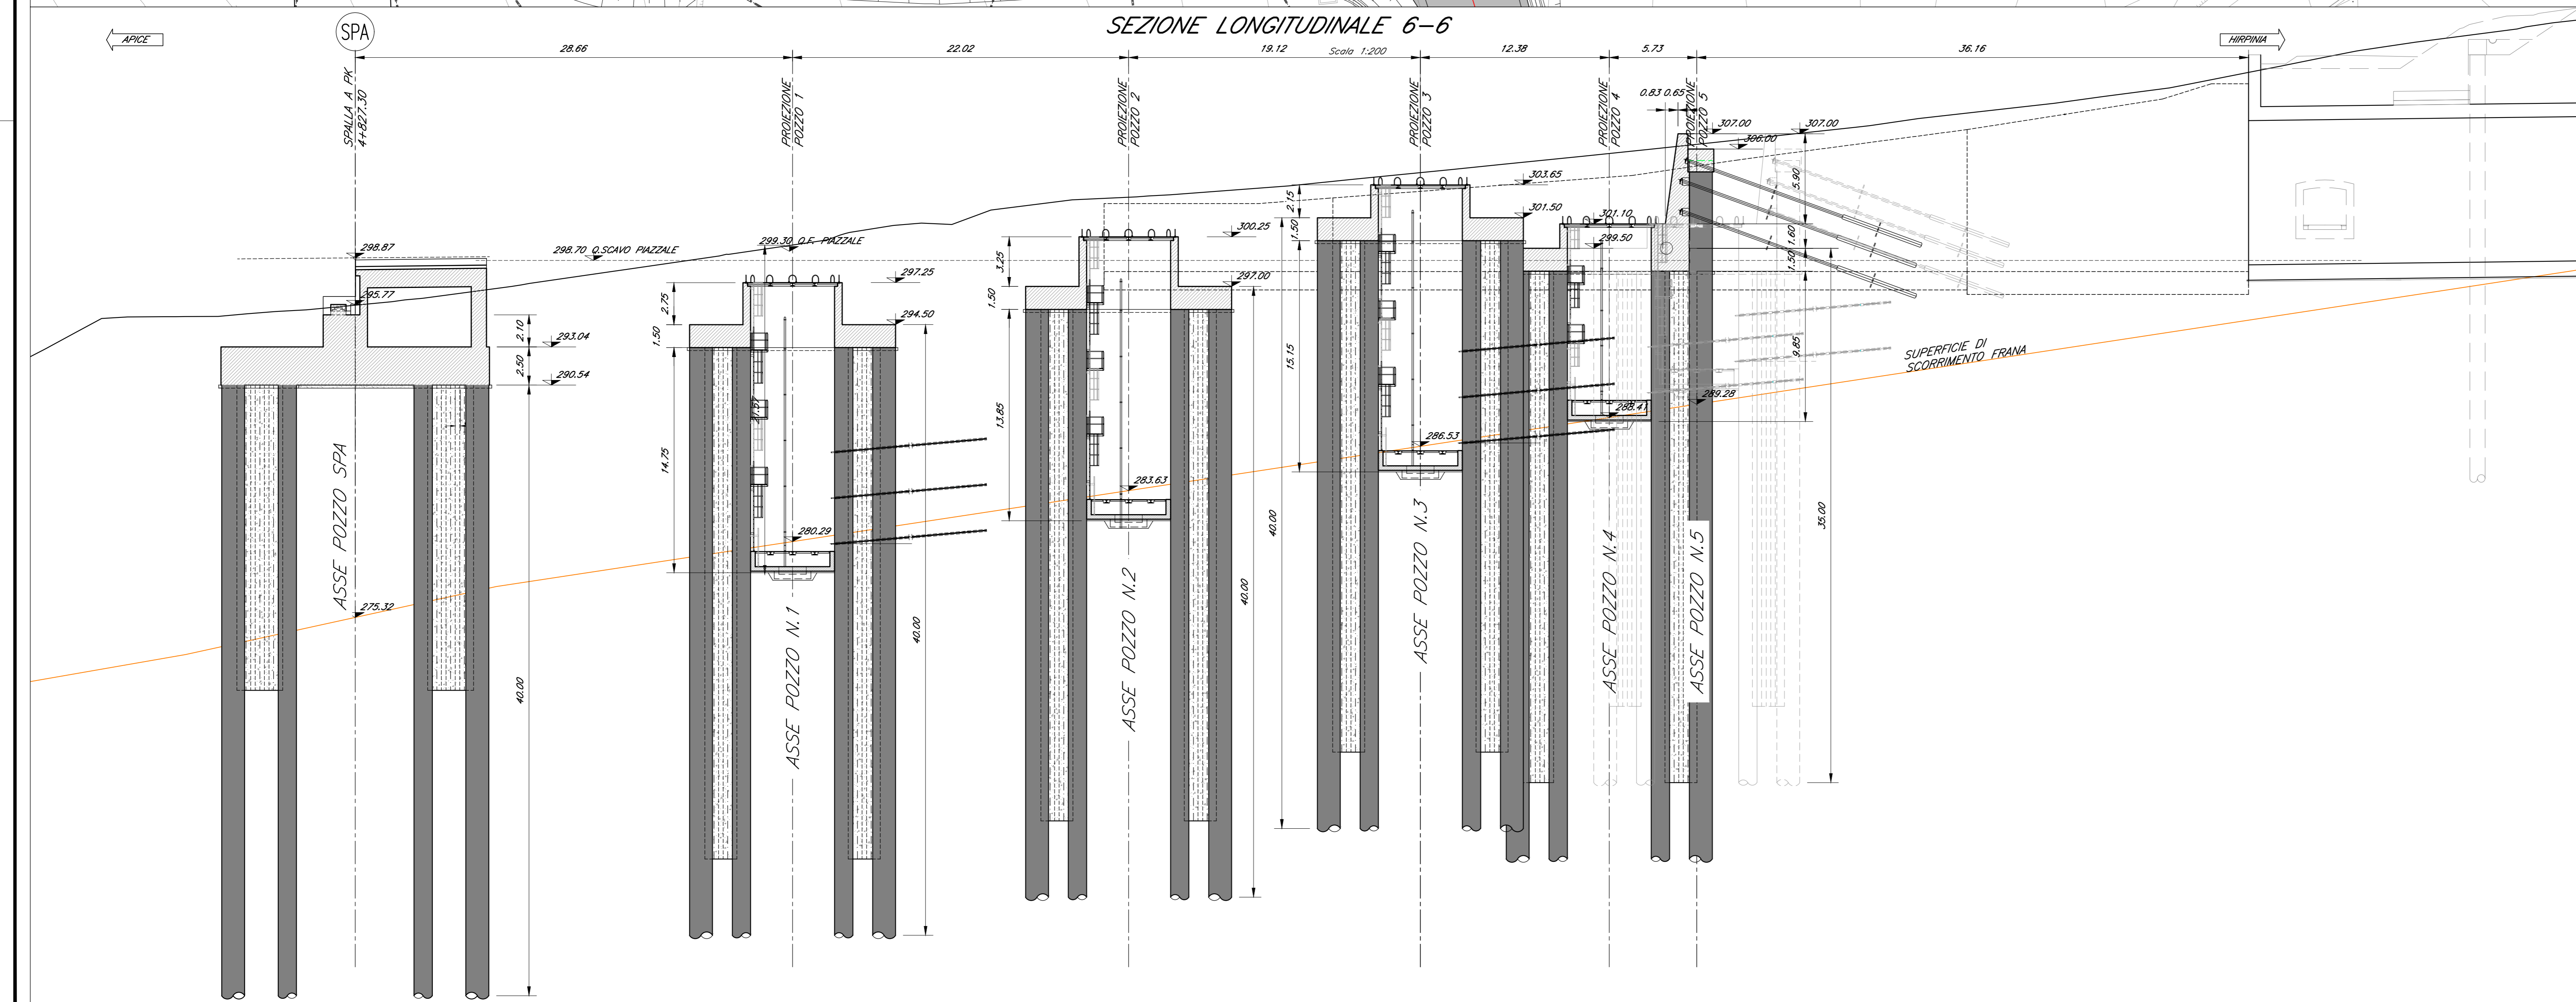 SEZIONE LONGITUDINALE 6-6
Scala 1:200
APICE
SPA
HIRPINIA
28.66
22.02
19.12
12.38
5.73
36.16
SPALLA A PK
4+827.30
PROIEZIONE
POZZO 1
PROIEZIONE
POZZO 2
PROIEZIONE
POZZO 3
PROIEZIONE
POZZO 4
PROIEZIONE
POZZO 5
0.83
0.65
307.00
307.00
306.00
5.90
1.60
1.50
298.87
298.70 Q.SCAVO PIAZZALE
299.30 Q.F. PIAZZALE
295.77
2.10
293.04
2.50
290.54
40.00
275.32
ASSE POZZO SPA
297.25
2.75
294.50
1.50
14.75
280.29
40.00
ASSE POZZO N.1
300.25
3.25
297.00
1.50
13.85
283.63
40.00
ASSE POZZO N.2
303.65
2.15
301.50
1.50
15.15
286.53
40.00
ASSE POZZO N.3
301.10
299.50
288.41
9.85
35.00
ASSE POZZO N.4
289.28
ASSE POZZO N.5
SUPERFICIE DI
SCORRIMENTO FRANA